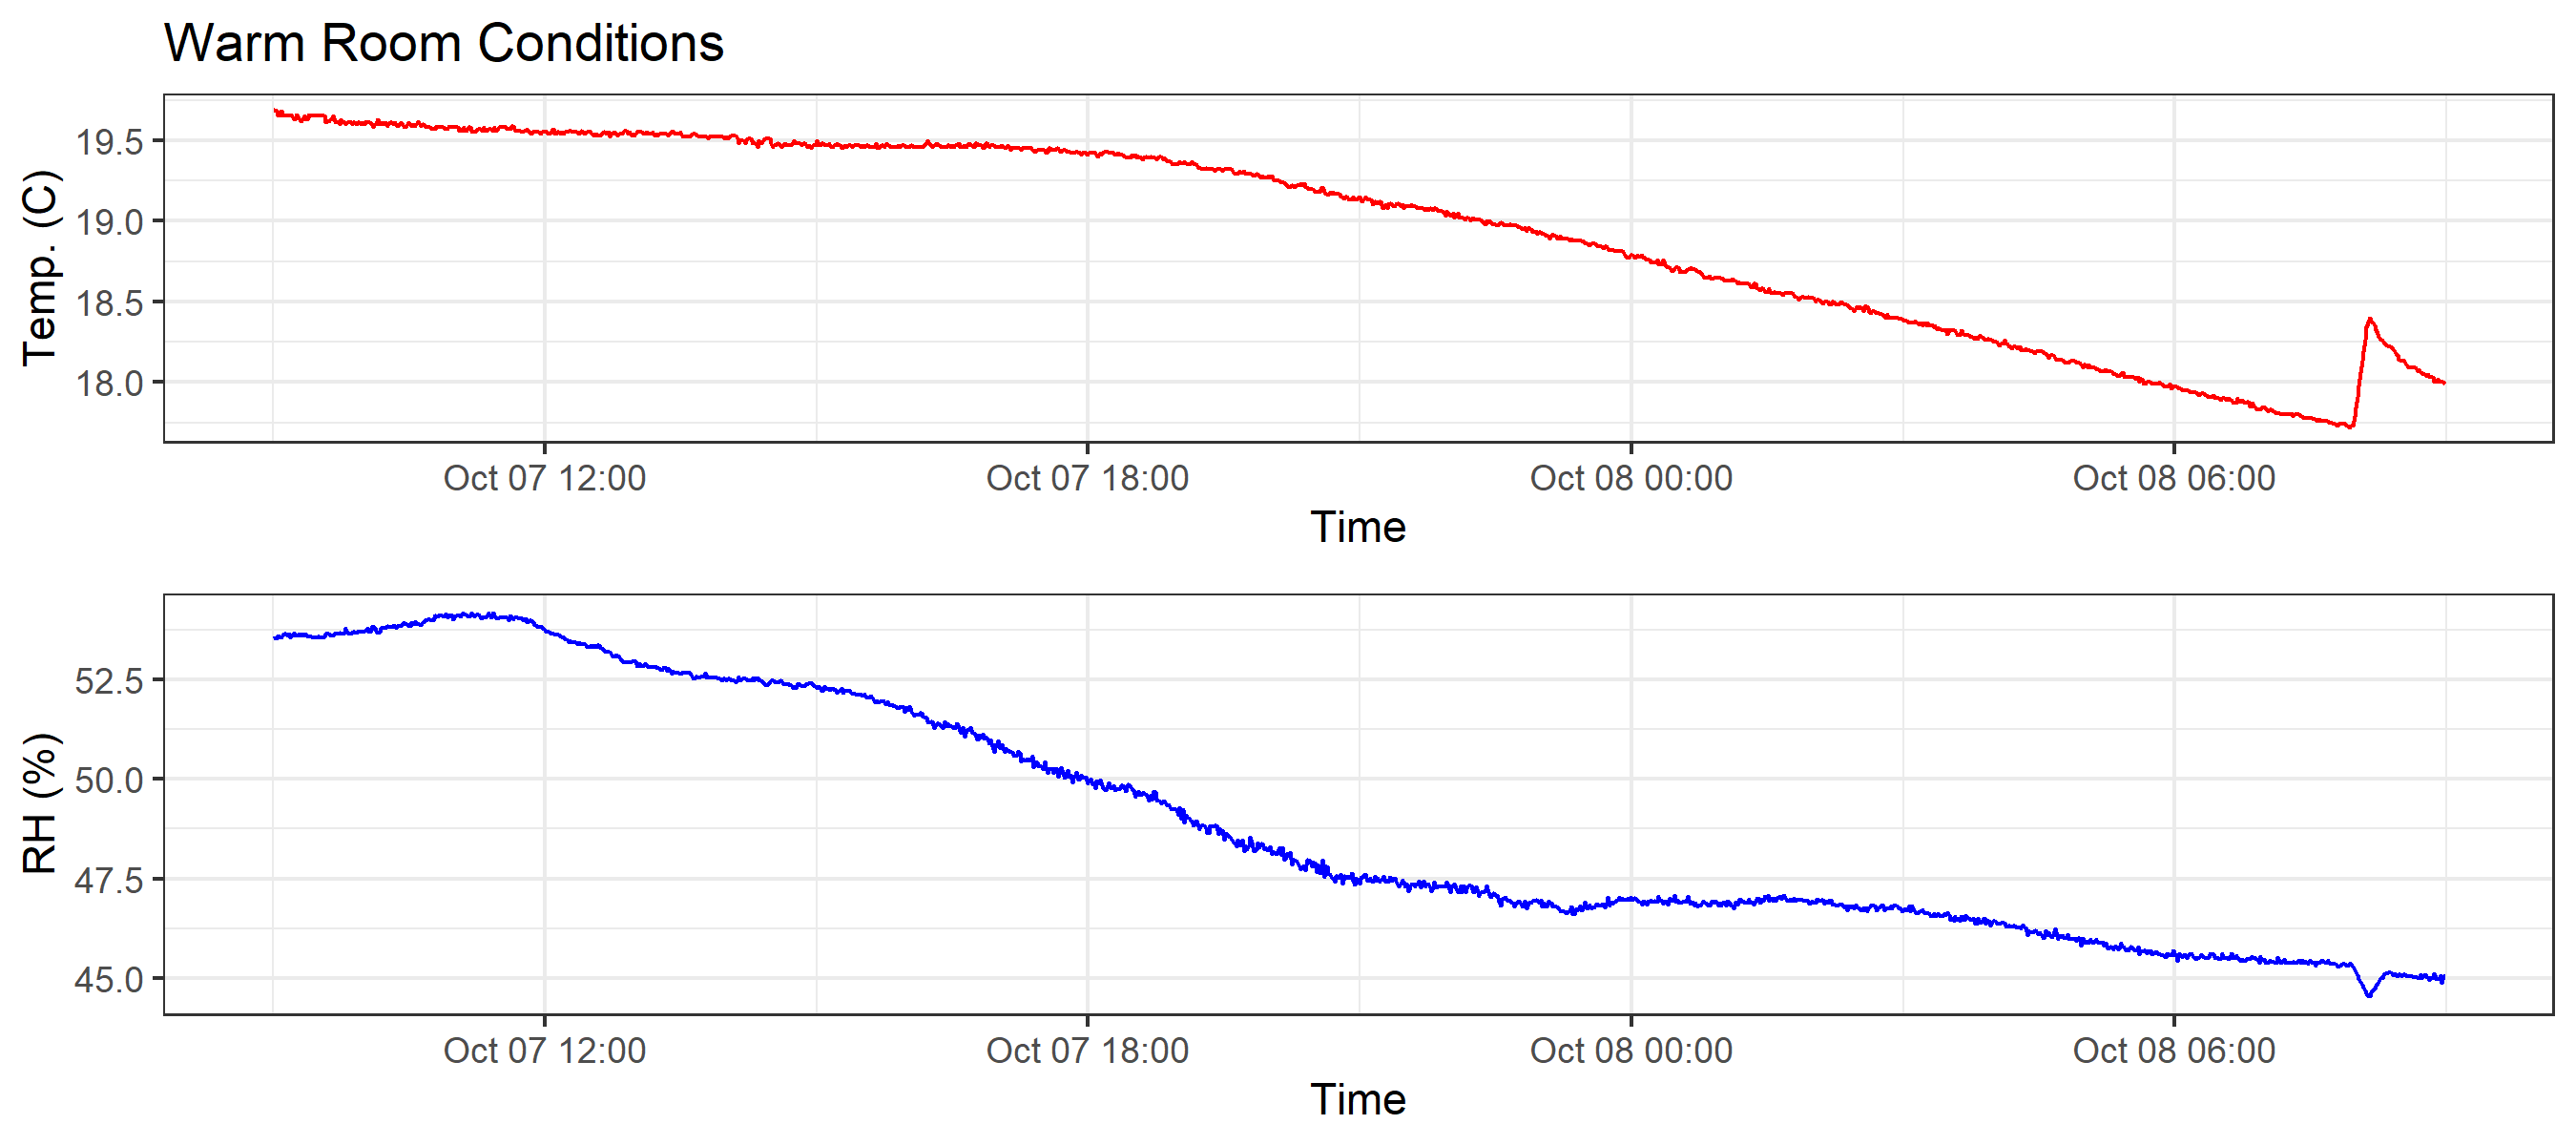 Warm Room Conditions
Temp. (C)
19.5
19.0
18.5
18.0
Oct 07 12:00 Oct 07 18:00 Oct 08 00:00 Oct 08 06:00
Time
RH (%)
52.5
50.0
47.5
45.0
Oct 07 12:00 Oct 07 18:00 Oct 08 00:00 Oct 08 06:00
Time